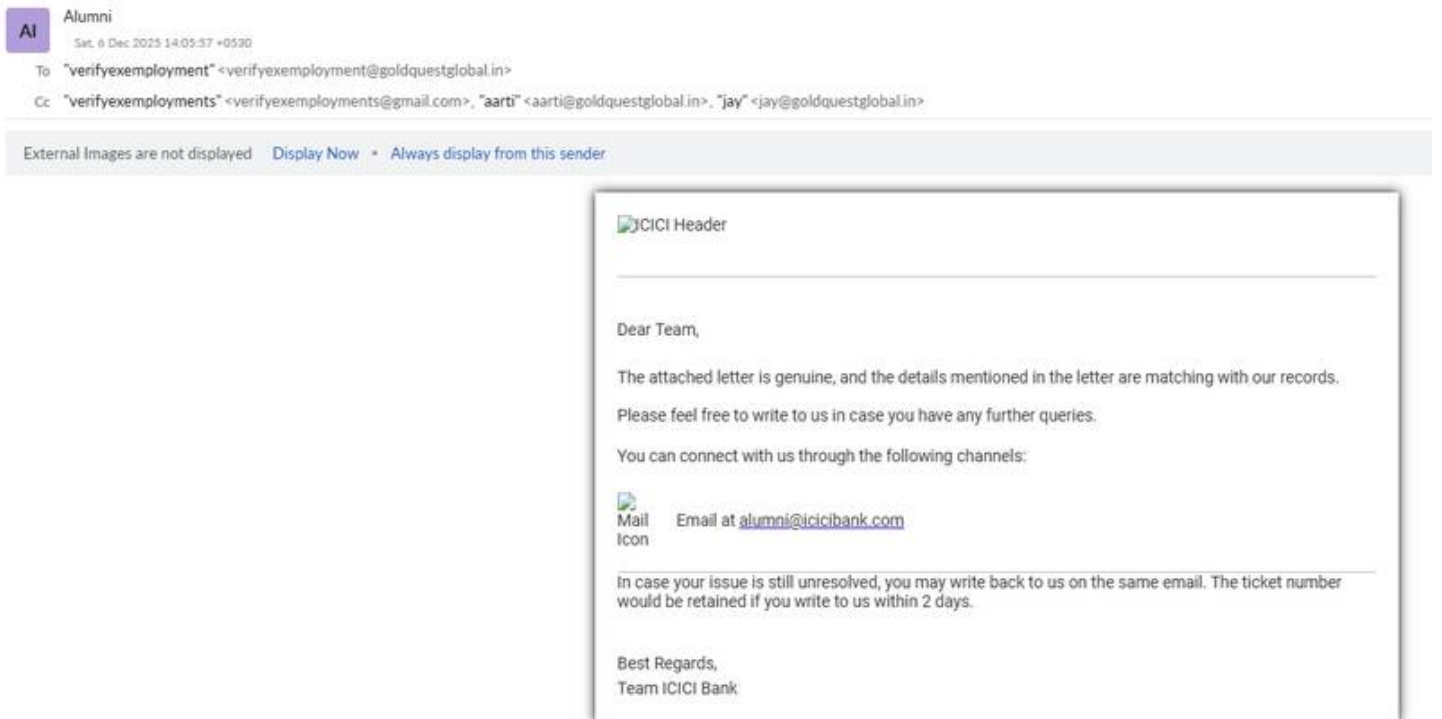 AI
Alumni
Sat, 6 Dec 2025 14:05:37 +0530
To "verifyexemployment" <verifyexemployment@goldquestglobal.in>
Cc "verifyexemployments" <verifyexemployments@gmail.com>, "aarti" <aarti@goldquestglobal.in>, "jay" <jay@goldquestglobal.in>
External Images are not displayed Display Now • Always display from this sender
ICICI Header
Dear Team,
The attached letter is genuine, and the details mentioned in the letter are matching with our records.
Please feel free to write to us in case you have any further queries.
You can connect with us through the following channels:
Mail
Icon
Email at alumni@icicibank.com
In case your issue is still unresolved, you may write back to us on the same email. The ticket number
would be retained if you write to us within 2 days.
Best Regards,
Team ICICI Bank